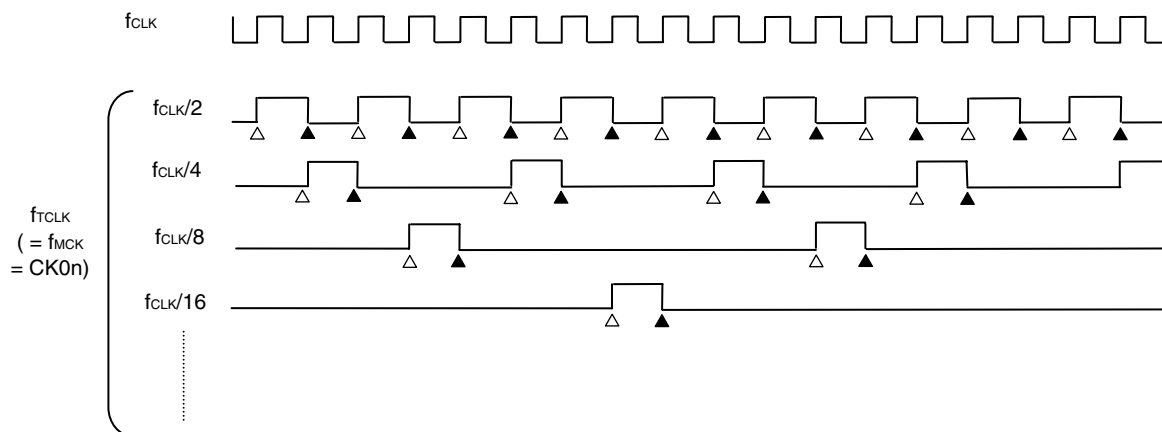 fCLK
fCLK/2
fCLK/4
fTCLK
( = fMCK
= CK0n)
fCLK/8
fCLK/16